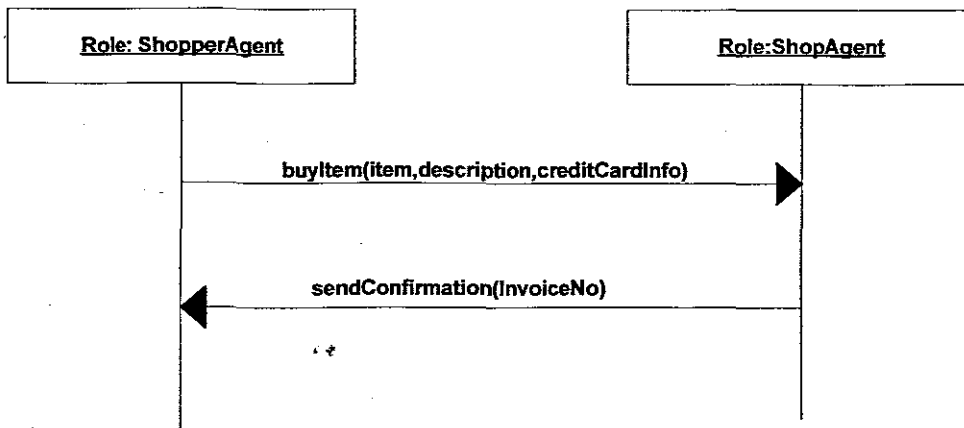 Role: ShopperAgent
Role:ShopAgent
buyItem(item,description,creditCardInfo)
sendConfirmation(InvoiceNo)